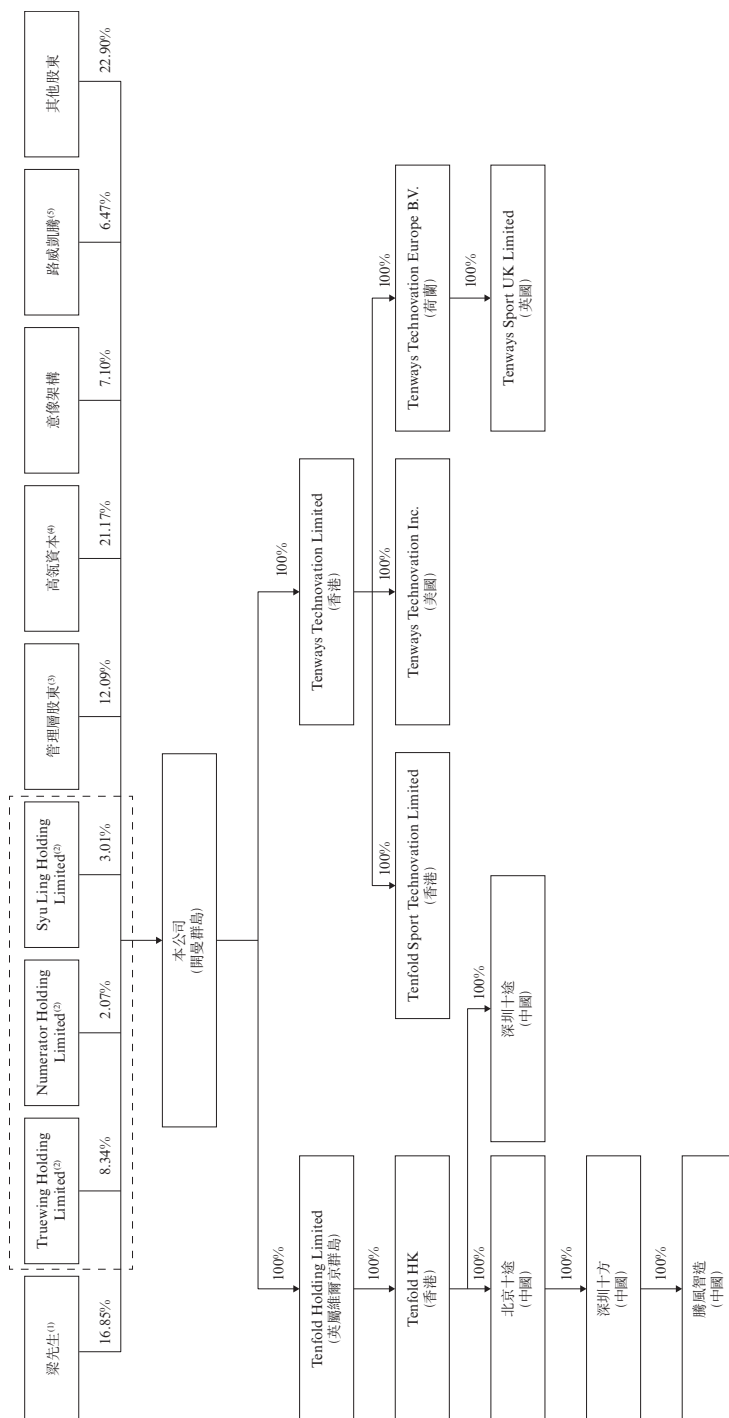 梁先生(1)
Truewing Holding
Limited(2)
Numerator Holding
Limited(2)
Syu Ling Holding
Limited(2)
管理層股東(3)
高瓴資本(4)
意像架構
路威凱騰(5)
其他股東
16.85%
8.34%
2.07%
3.01%
12.09%
21.17%
7.10%
6.47%
22.90%
本公司
(開曼群島)
100%
100%
Tenfold Holding Limited
(英屬維爾京群島)
Tenways Technovation Limited
(香港)
100%
100%
100%
100%
Tenfold HK
(香港)
Tenfold Sport Technovation Limited
(香港)
Tenways Technovation Inc.
(美國)
Tenways Technovation Europe B.V.
(荷蘭)
100%
100%
100%
北京十途
(中國)
深圳十途
(中國)
Tenways Sport UK Limited
(英國)
100%
深圳十方
(中國)
100%
騰風智造
(中國)